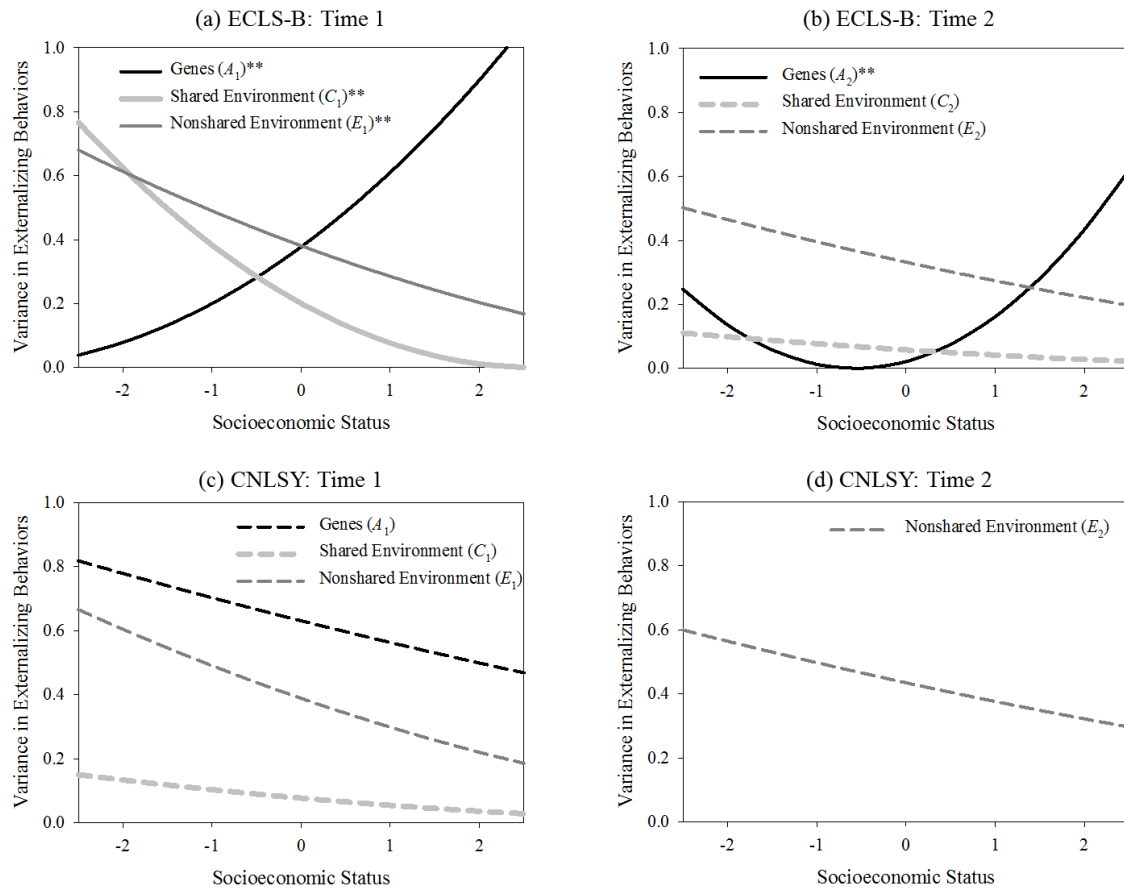 (a) ECLS-B: Time 1
Variance in Externalizing Behaviors
1.0
0.8
0.6
0.4
0.2
0.0
Genes (A₁)**
Shared Environment (C₁)**
Nonshared Environment (E₁)**
-2 -1 0 1 2
Socioeconomic Status
(b) ECLS-B: Time 2
Variance in Externalizing Behaviors
1.0
0.8
0.6
0.4
0.2
0.0
Genes (A₂)**
Shared Environment (C₂)
Nonshared Environment (E₂)
-2 -1 0 1 2
Socioeconomic Status
(c) CNLSY: Time 1
Variance in Externalizing Behaviors
1.0
0.8
0.6
0.4
0.2
0.0
Genes (A₁)
Shared Environment (C₁)
Nonshared Environment (E₁)
-2 -1 0 1 2
Socioeconomic Status
(d) CNLSY: Time 2
Variance in Externalizing Behaviors
1.0
0.8
0.6
0.4
0.2
0.0
Nonshared Environment (E₂)
-2 -1 0 1 2
Socioeconomic Status